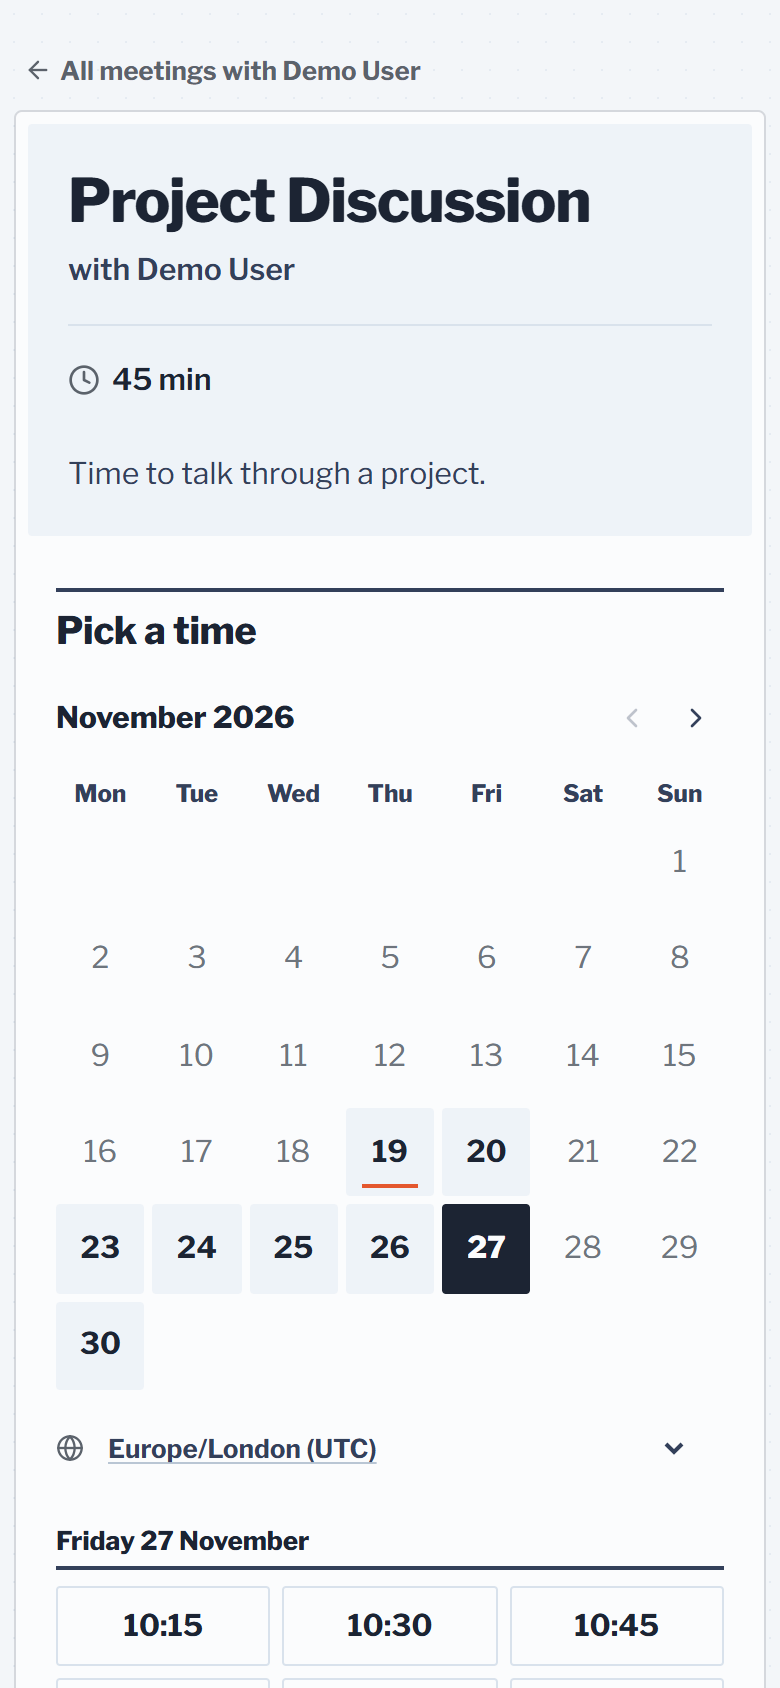 All meetings with Demo User
Project Discussion
with Demo User
45 min
Time to talk through a project.
Pick a time
November 2026
Mon Tue Wed Thu Fri Sat Sun
1
2 3 4 5 6 7 8
9 10 11 12 13 14 15
16 17 18 19 20 21 22
23 24 25 26 27 28 29
30
Europe/London (UTC)
Friday 27 November
10:15 10:30 10:45